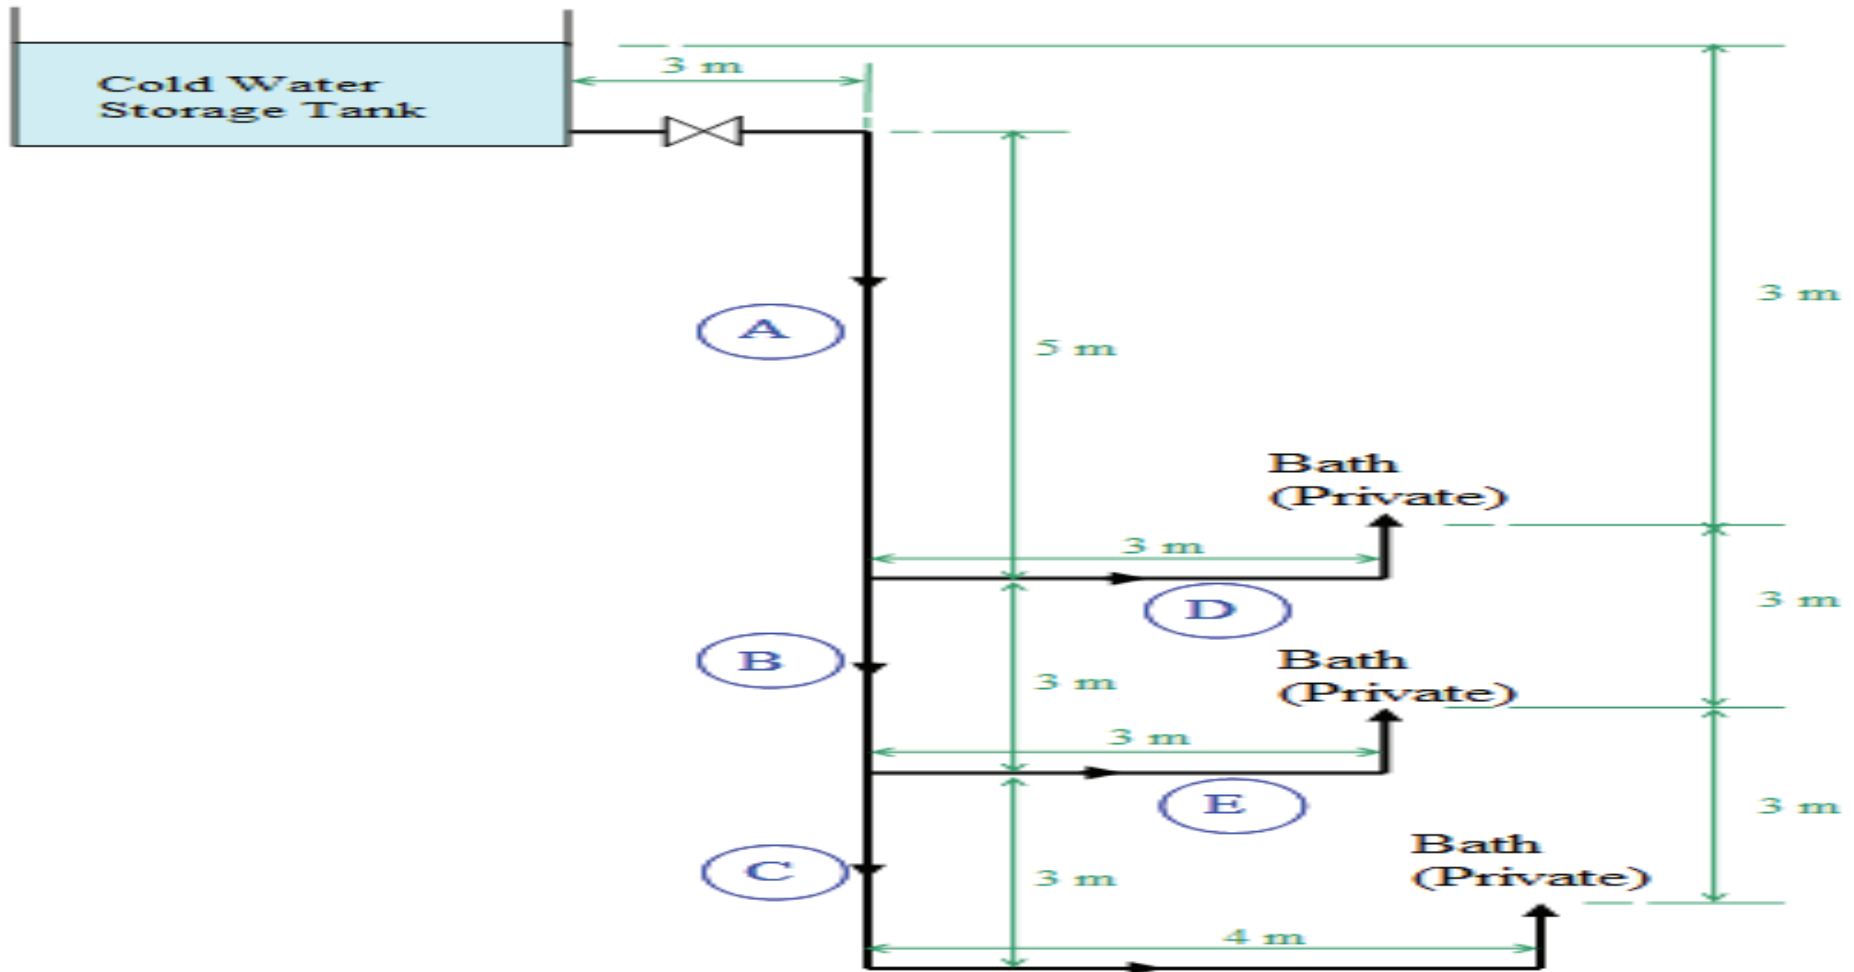 Cold Water
Storage Tank
3 m
A
5 m
3 m
Bath
(Private)
3 m
D
3 m
B
3 m
Bath
(Private)
3 m
E
3 m
C
3 m
Bath
(Private)
4 m